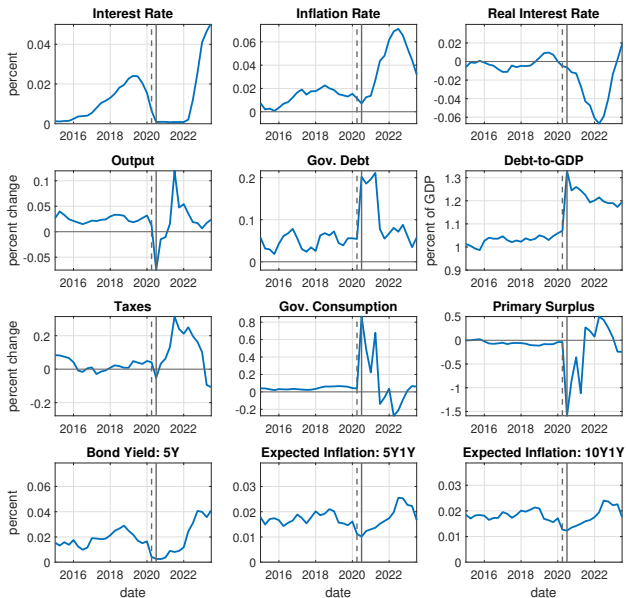 Interest Rate
Inflation Rate
Real Interest Rate
percent
0.04
0.02
0
2016 2018 2020 2022
0.06
0.04
0.02
0
2016 2018 2020 2022
0.02
0
-0.02
-0.04
-0.06
2016 2018 2020 2022
Output
Gov. Debt
Debt-to-GDP
percent change
0.1
0.05
0
-0.05
2016 2018 2020 2022
0.2
0.1
0
2016 2018 2020 2022
percent of GDP
1.3
1.2
1.1
1
0.9
2016 2018 2020 2022
Taxes
Gov. Consumption
Primary Surplus
percent change
0.2
0
-0.2
2016 2018 2020 2022
0.8
0.6
0.4
0.2
0
-0.2
2016 2018 2020 2022
0.5
0
-0.5
-1
-1.5
2016 2018 2020 2022
Bond Yield: 5Y
Expected Inflation: 5Y1Y
Expected Inflation: 10Y1Y
percent
0.06
0.04
0.02
0
2016 2018 2020 2022
date
0.03
0.02
0.01
0
2016 2018 2020 2022
date
0.03
0.02
0.01
0
2016 2018 2020 2022
date